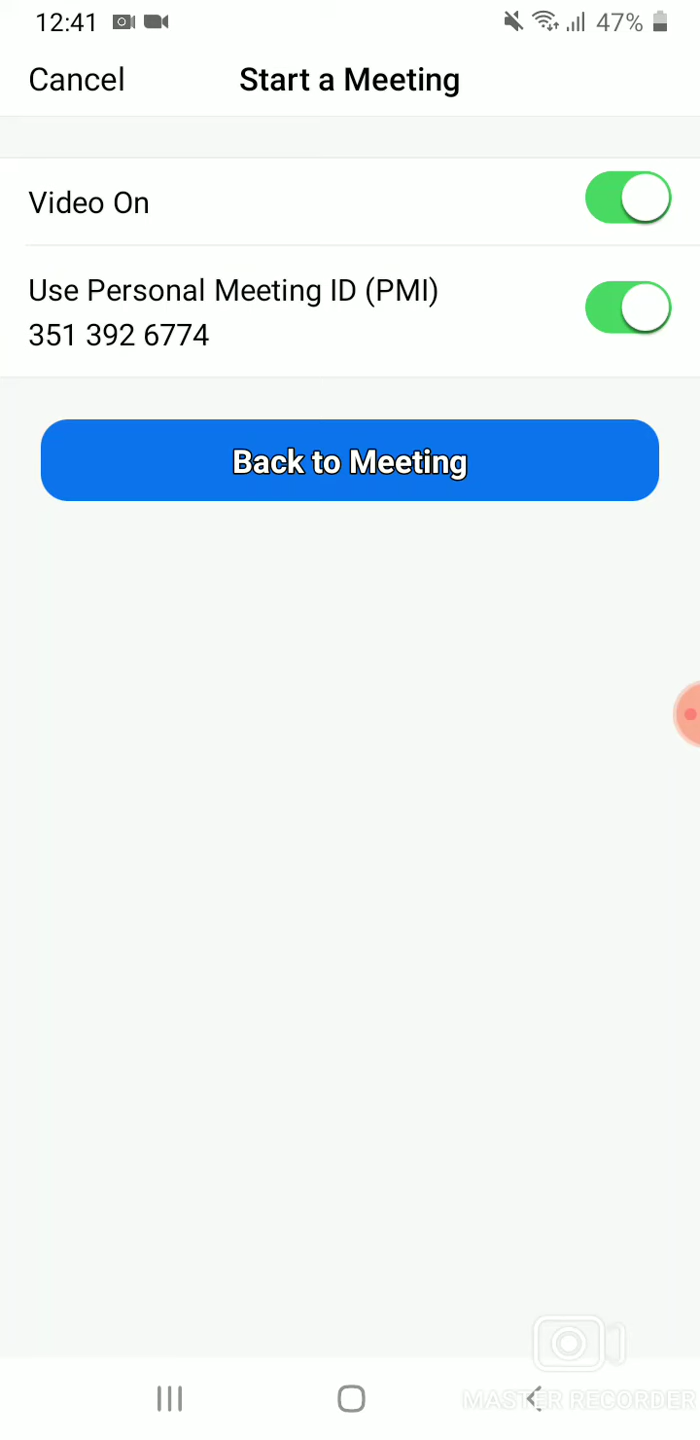 12:41
47%
Cancel
Start a Meeting
Video On
Use Personal Meeting ID (PMI)
351 392 6774
Back to Meeting
MASTER RECORDER